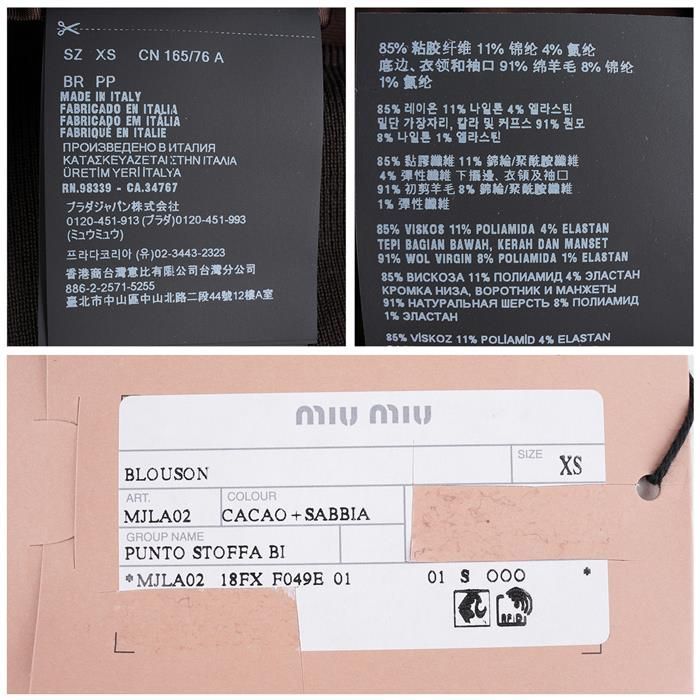 SZ XS CN 165/76 A
BR PP
MADE IN ITALY
FABRICADO EN ITALIA
FABRICADO EM ITÁLIA
FABRIQUÉ EN ITALIE
ПРОИЗВЕДЕНО В ИТАЛИЯ
ΚΑΤΑΣΚΕΥΑΖΕΤΑΙ ΣΤΗΝ ΙΤΑΛΙΑ
ÜRETİM YERİ İTALYA
RN.98339 - CA.34767
プラダジャパン株式会社
0120-451-913 (プラダ) 0120-451-993
(ミュウミュウ)
프라다코리아 (유) 02-3443-2323
香港商台灣意比有限公司台灣分公司
886-2-2571-5255
臺北市中山區中山北路二段44號12樓A室
85% 粘胶纤维 11% 锦纶 4% 氨纶
底边、衣领和袖口 91% 绵羊毛 8% 锦纶
1% 氨纶
85% 레이온 11% 나일론 4% 엘라스틴
밑단 가장자리, 칼라 및 커프스 91% 원모
8% 나일론 1% 엘라스틴
85% 黏膠纖維 11% 錦綸/聚酰胺纖維
4% 彈性纖維 下擺邊、衣領及袖口
91% 初剪羊毛 8% 錦綸/聚酰胺纖維
1% 彈性纖維
85% VISKOS 11% POLIAMIDA 4% ELASTAN
TEPI BAGIAN BAWAH, KERAH DAN MANSET
91% WOL VIRGIN 8% POLIAMIDA 1% ELASTAN
85% ВИСКОЗА 11% ПОЛИАМИД 4% ЭЛАСТАН
КРОМКА НИЗА, ВОРОТНИК И МАНЖЕТЫ
91% НАТУРАЛЬНАЯ ШЕРСТЬ 8% ПОЛИАМИД
1% ЭЛАСТАН
85% VİSKOZ 11% POLİAMİD 4% ELASTAN
miu miu
BLOUSON
SIZE XS
ART. COLOUR
MJLA02 CACAO+SABBIA
GROUP NAME
PUNTO STOFFA BI
*MJLA02 18FX F049E 01 01 S OOO *
RFID